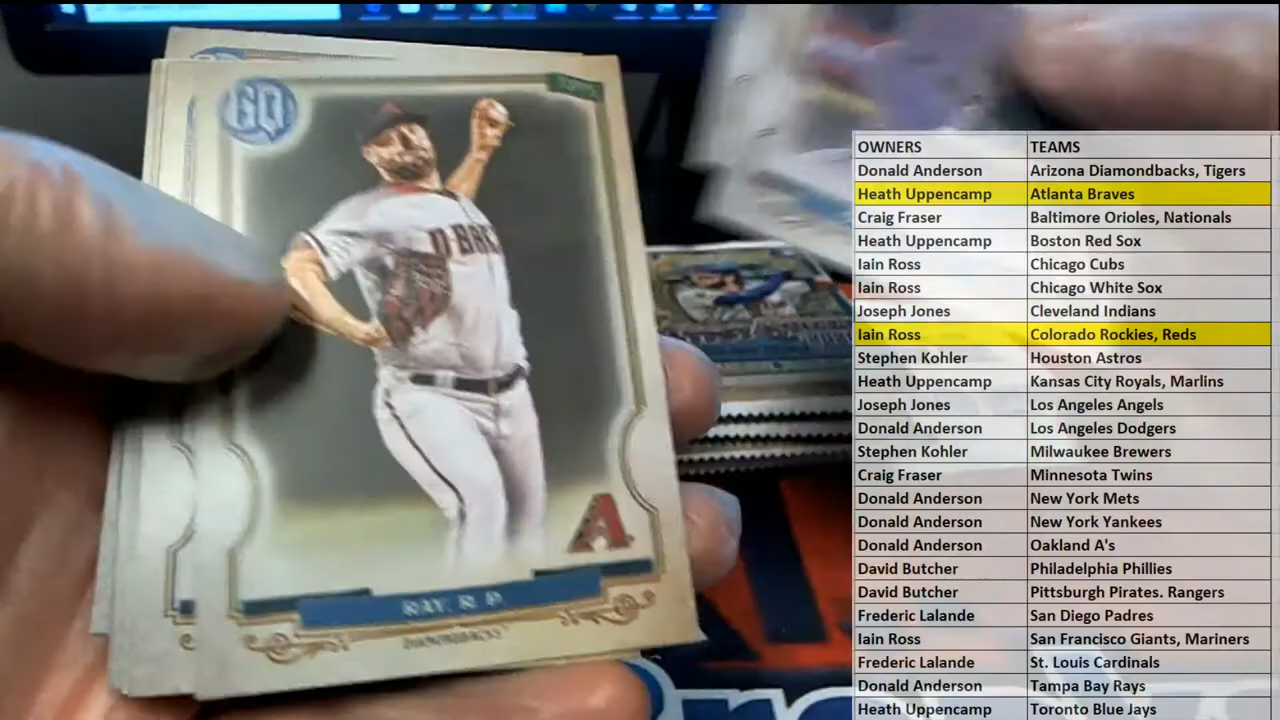 GQ
TOPPS
D-BAC
A
RAY, R. P.
DIAMONDBACKS
OWNERS TEAMS
Donald Anderson Arizona Diamondbacks, Tigers
Heath Uppencamp Atlanta Braves
Craig Fraser Baltimore Orioles, Nationals
Heath Uppencamp Boston Red Sox
Iain Ross Chicago Cubs
Iain Ross Chicago White Sox
Joseph Jones Cleveland Indians
Iain Ross Colorado Rockies, Reds
Stephen Kohler Houston Astros
Heath Uppencamp Kansas City Royals, Marlins
Joseph Jones Los Angeles Angels
Donald Anderson Los Angeles Dodgers
Stephen Kohler Milwaukee Brewers
Craig Fraser Minnesota Twins
Donald Anderson New York Mets
Donald Anderson New York Yankees
Donald Anderson Oakland A's
David Butcher Philadelphia Phillies
David Butcher Pittsburgh Pirates. Rangers
Frederic Lalande San Diego Padres
Iain Ross San Francisco Giants, Mariners
Frederic Lalande St. Louis Cardinals
Donald Anderson Tampa Bay Rays
Heath Uppencamp Toronto Blue Jays